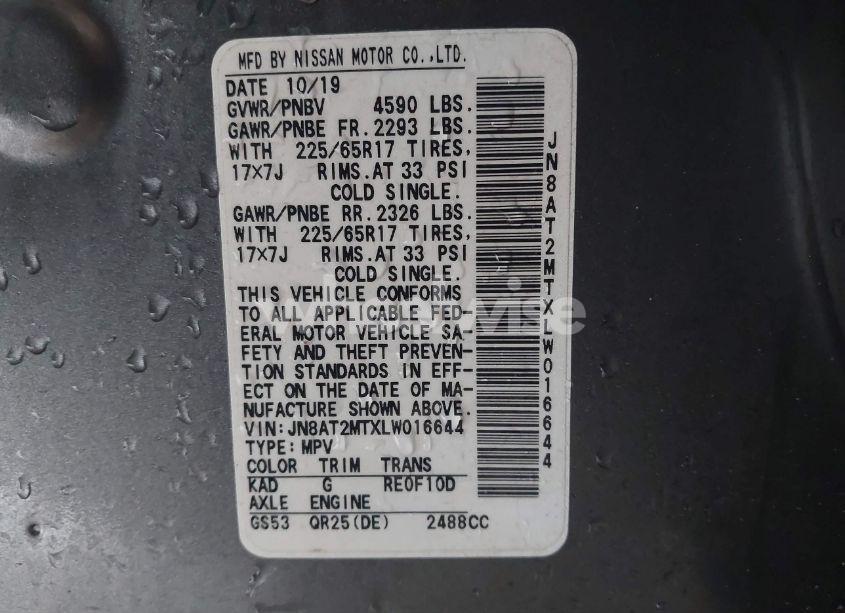 MFD BY NISSAN MOTOR CO.,LTD.
DATE 10/19
GVWR/PNBV 4590 LBS.
GAWR/PNBE FR.2293 LBS.
WITH 225/65R17 TIRES,
17×7J RIMS.AT 33 PSI
COLD SINGLE.
GAWR/PNBE RR.2326 LBS.
WITH 225/65R17 TIRES,
17×7J RIMS.AT 33 PSI
COLD SINGLE.
THIS VEHICLE CONFORMS
TO ALL APPLICABLE FED-
ERAL MOTOR VEHICLE SA-
FETY AND THEFT PREVEN-
TION STANDARDS IN EFF-
ECT ON THE DATE OF MA-
NUFACTURE SHOWN ABOVE.
VIN:JN8AT2MTXLW016644
TYPE:MPV
COLOR TRIM TRANS
KAD G RE0F10D
AXLE ENGINE
GS53 QR25(DE) 2488CC
JN8AT2MTXLW016644